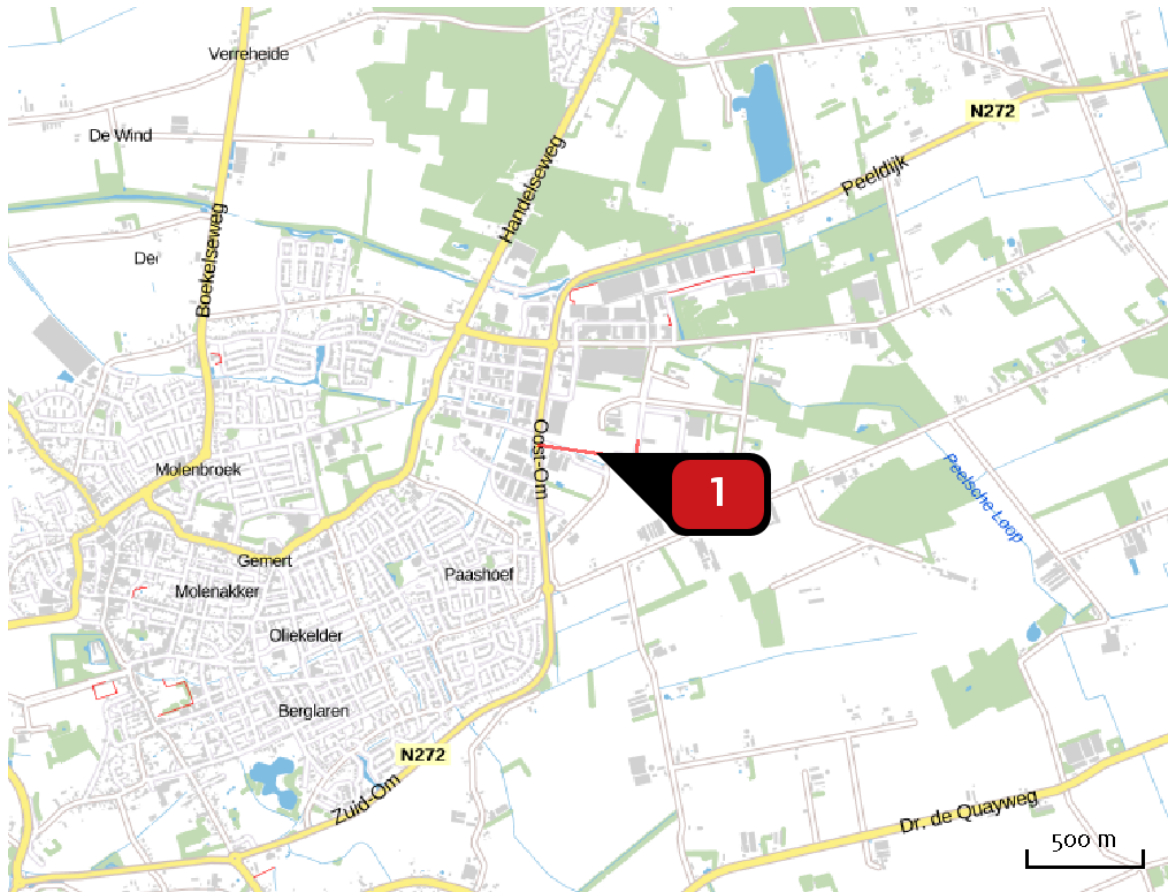 Verreheide
N272
De Wind
Handelseweg
Peeldijk
Boekelseweg
Oost-Om
Molenbroek
1
Peelsche Loop
Gemert
Paashoef
Molenakker
Oliekelder
Berglaren
N272
Zuid-Om
Dr. de Quayweg
500 m